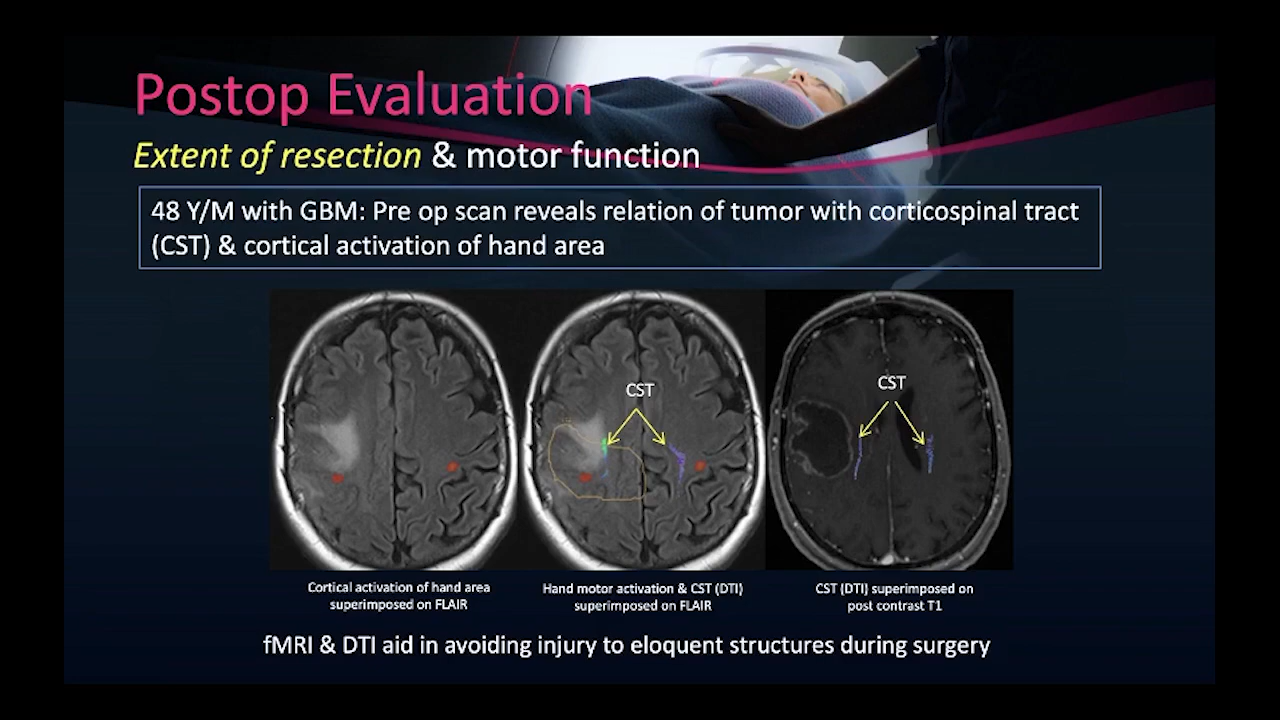 Postop Evaluation
Extent of resection & motor function
48 Y/M with GBM: Pre op scan reveals relation of tumor with corticospinal tract
(CST) & cortical activation of hand area
CST
CST
Cortical activation of hand area
superimposed on FLAIR
Hand motor activation & CST (DTI)
superimposed on FLAIR
CST (DTI) superimposed on
post contrast T1
fMRI & DTI aid in avoiding injury to eloquent structures during surgery